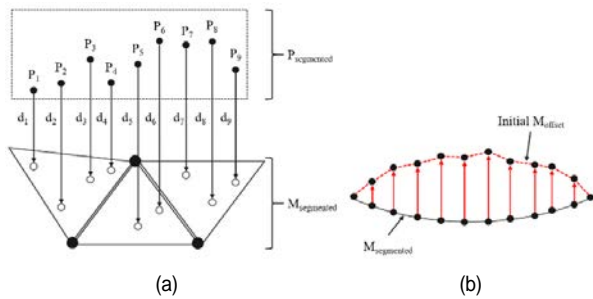 P1 P2 P3 P4 P5 P6 P7 P8 P9
Psegmented
d1 d2 d3 d4 d5 d6 d7 d8 d9
Msegmented
(a)
Initial Moffset
Msegmented
(b)